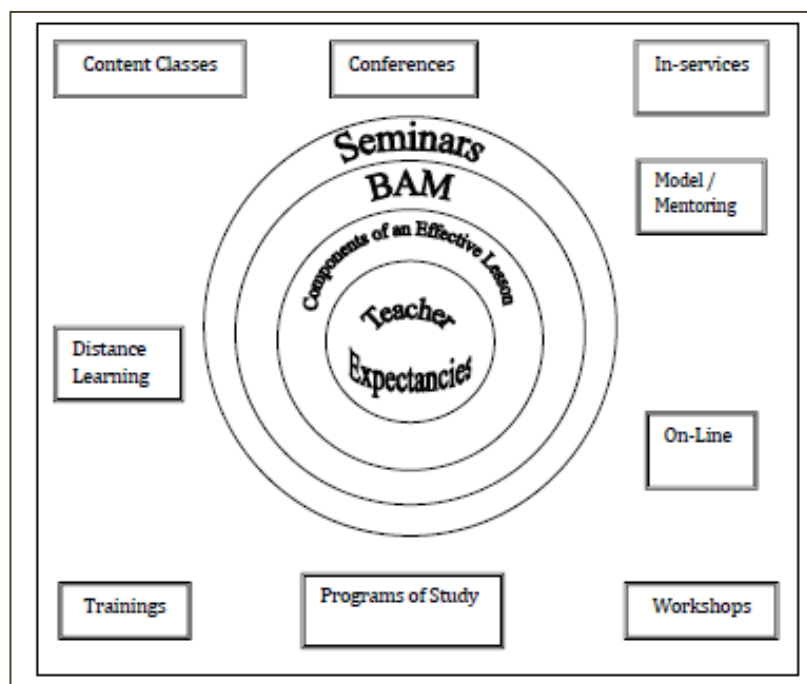 Content Classes
Conferences
In-services
Seminars
BAM
Model /
Mentoring
Components of an Effective Lesson
Teacher
Expectancies
Distance
Learning
On-Line
Trainings
Programs of Study
Workshops